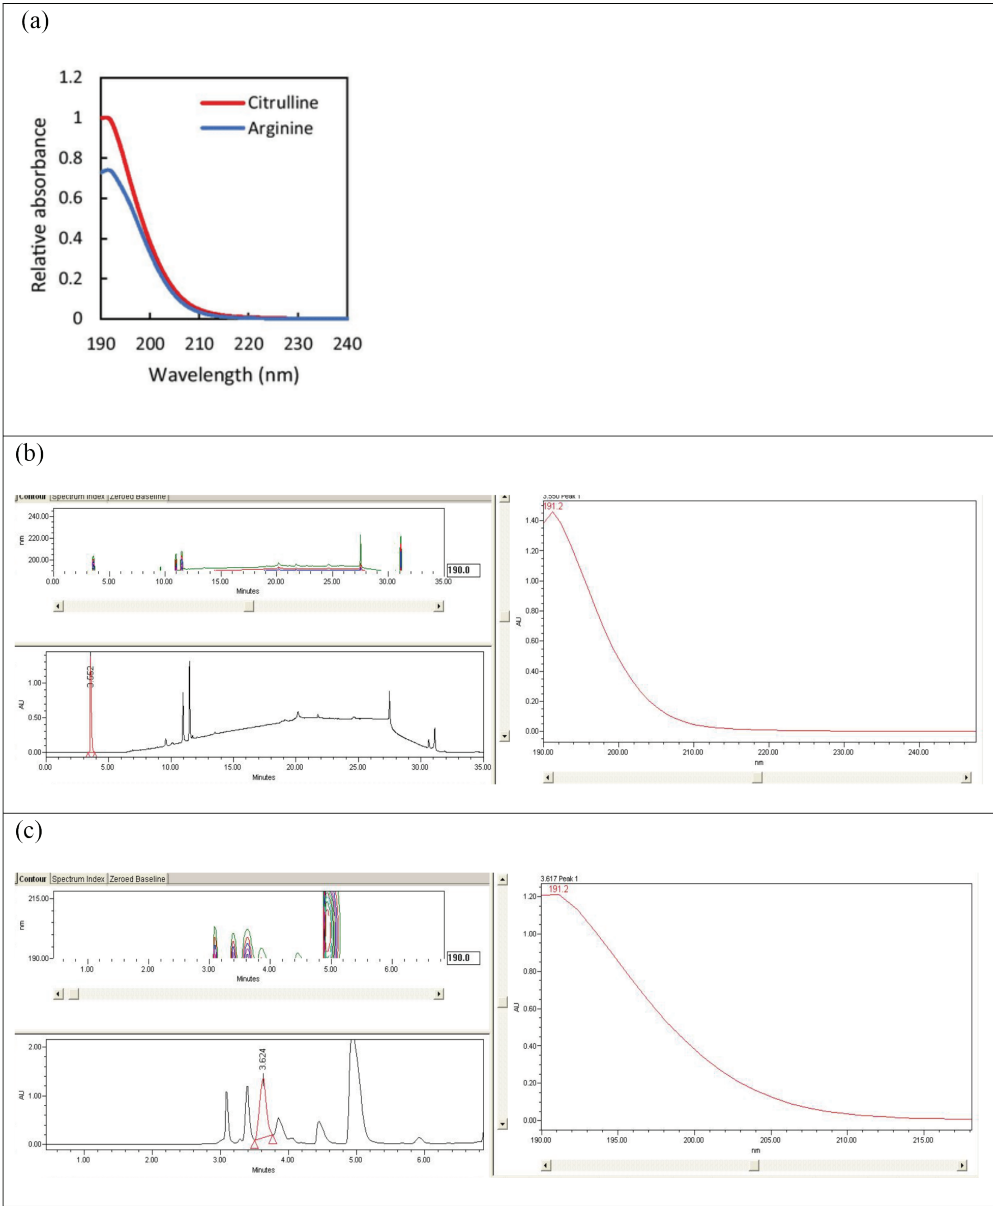 (a)
1.2
1
0.8
0.6
0.4
0.2
0
Relative absorbance
Citrulline
Arginine
190 200 210 220 230 240
Wavelength (nm)
(b)
Contour Spectrum Index Zeroed Baseline
240.00
220.00
200.00
nm
190.0
0.00 5.00 10.00 15.00 20.00 25.00 30.00 35.00
Minutes
3.552
1.00
0.50
0.00
AU
0.00 5.00 10.00 15.00 20.00 25.00 30.00 35.00
Minutes
3.550 Peak 1
191.2
1.40
1.20
1.00
0.80
0.60
0.40
0.20
0.00
AU
190.00 200.00 210.00 220.00 230.00 240.00
nm
(c)
Contour Spectrum Index Zeroed Baseline
215.00
nm
190.00
190.0
1.00 2.00 3.00 4.00 5.00 6.00
Minutes
3.624
2.00
1.00
0.00
AU
1.00 2.00 3.00 4.00 5.00 6.00
Minutes
3.617 Peak 1
191.2
1.20
1.00
0.80
0.60
0.40
0.20
0.00
AU
190.00 195.00 200.00 205.00 210.00 215.00
nm